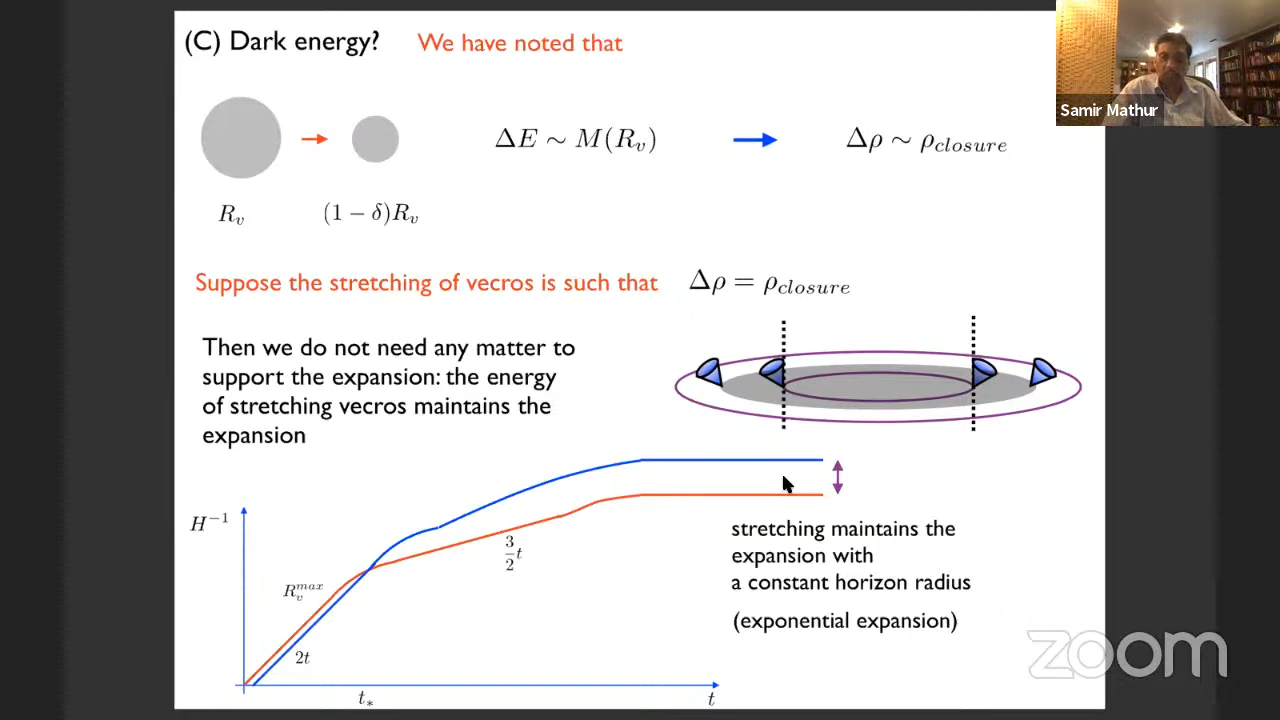 (C) Dark energy? We have noted that
Samir Mathur
ΔE ∼ M(R_v) Δρ ∼ ρ_closure
R_v (1 − δ)R_v
Suppose the stretching of vecros is such that Δρ = ρ_closure
Then we do not need any matter to
support the expansion: the energy
of stretching vecros maintains the
expansion
H^{-1}
R_v^{max}
3/2 t
2t
t_*
t
stretching maintains the
expansion with
a constant horizon radius
(exponential expansion)
zoom